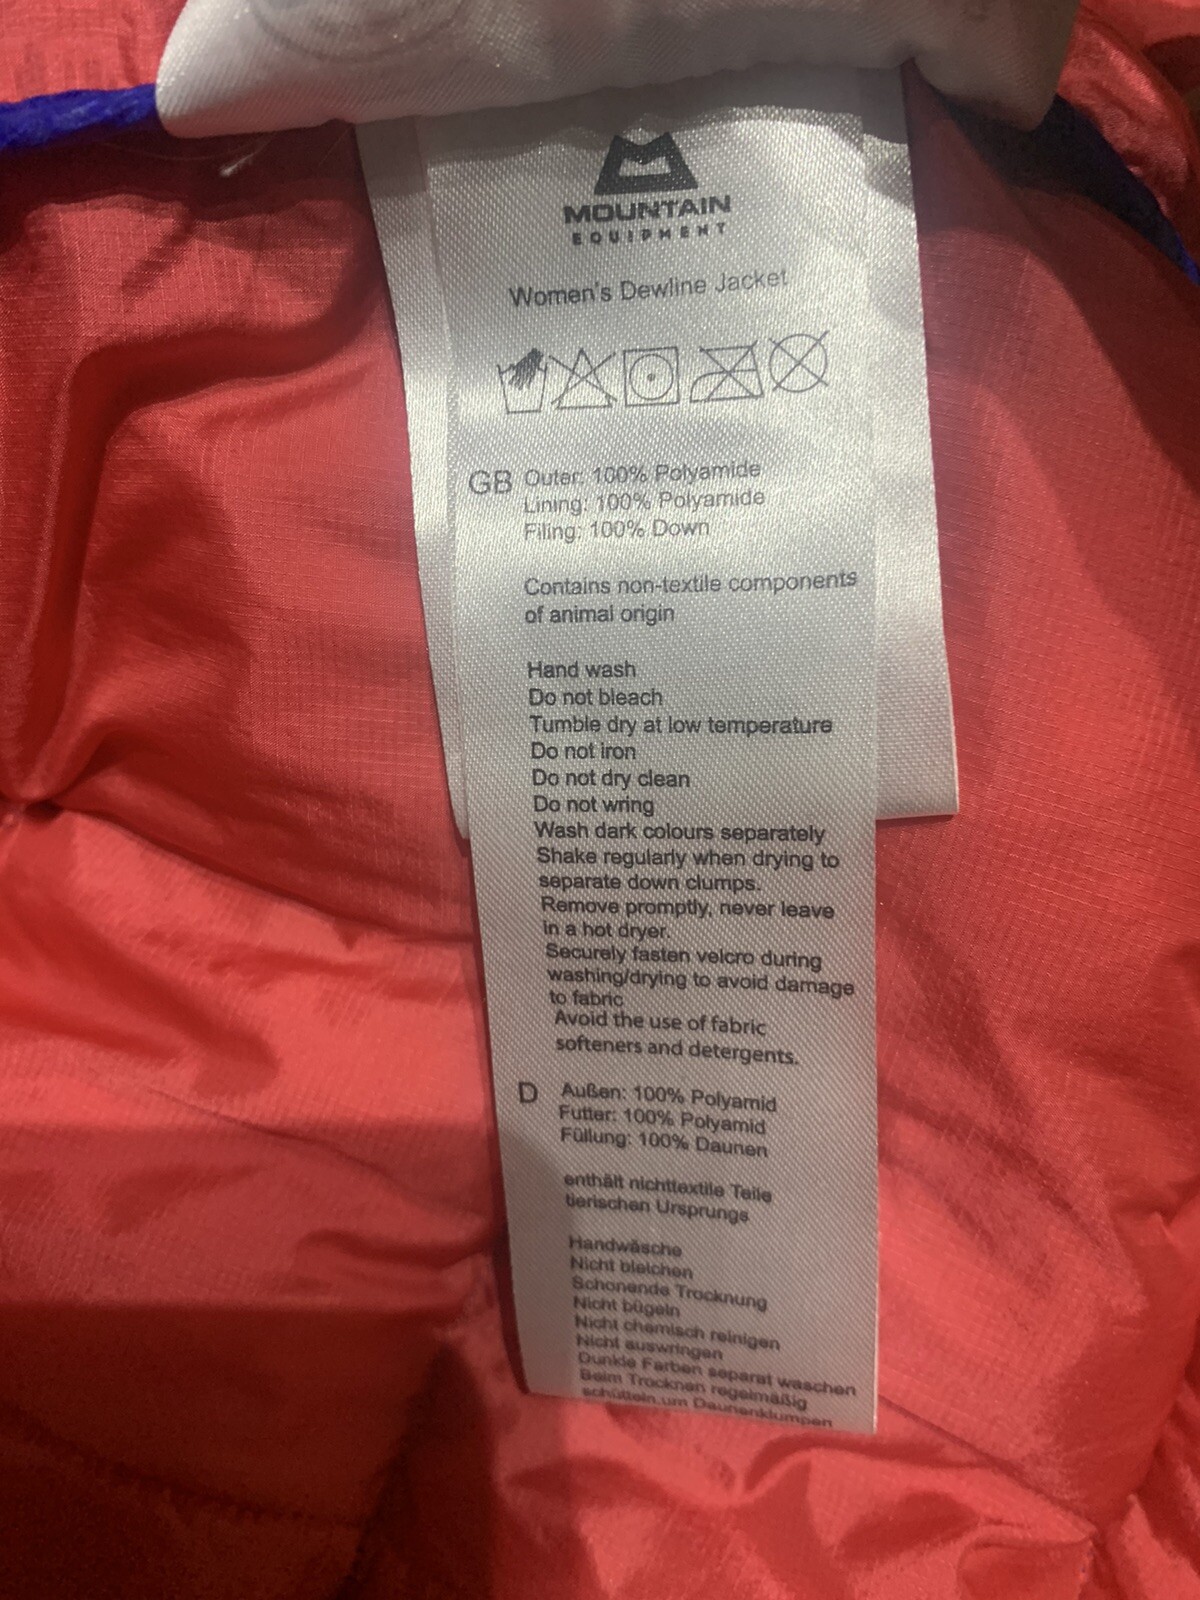 MOUNTAIN
EQUIPMENT
Women's Dewline Jacket
GB Outer: 100% Polyamide
Lining: 100% Polyamide
Filing: 100% Down
Contains non-textile components
of animal origin
Hand wash
Do not bleach
Tumble dry at low temperature
Do not iron
Do not dry clean
Do not wring
Wash dark colours separately
Shake regularly when drying to
separate down clumps.
Remove promptly, never leave
in a hot dryer.
Securely fasten velcro during
washing/drying to avoid damage
to fabric
Avoid the use of fabric
softeners and detergents.
D Außen: 100% Polyamid
Futter: 100% Polyamid
Füllung: 100% Daunen
enthält nichttextile Teile
tierischen Ursprungs
Handwäsche
Nicht bleichen
Schonende Trocknung
Nicht bügeln
Nicht chemisch reinigen
Nicht auswringen
Dunkle Farben separat waschen
Beim Trocknen regelmäßig
schütteln,um Daunenklumpen